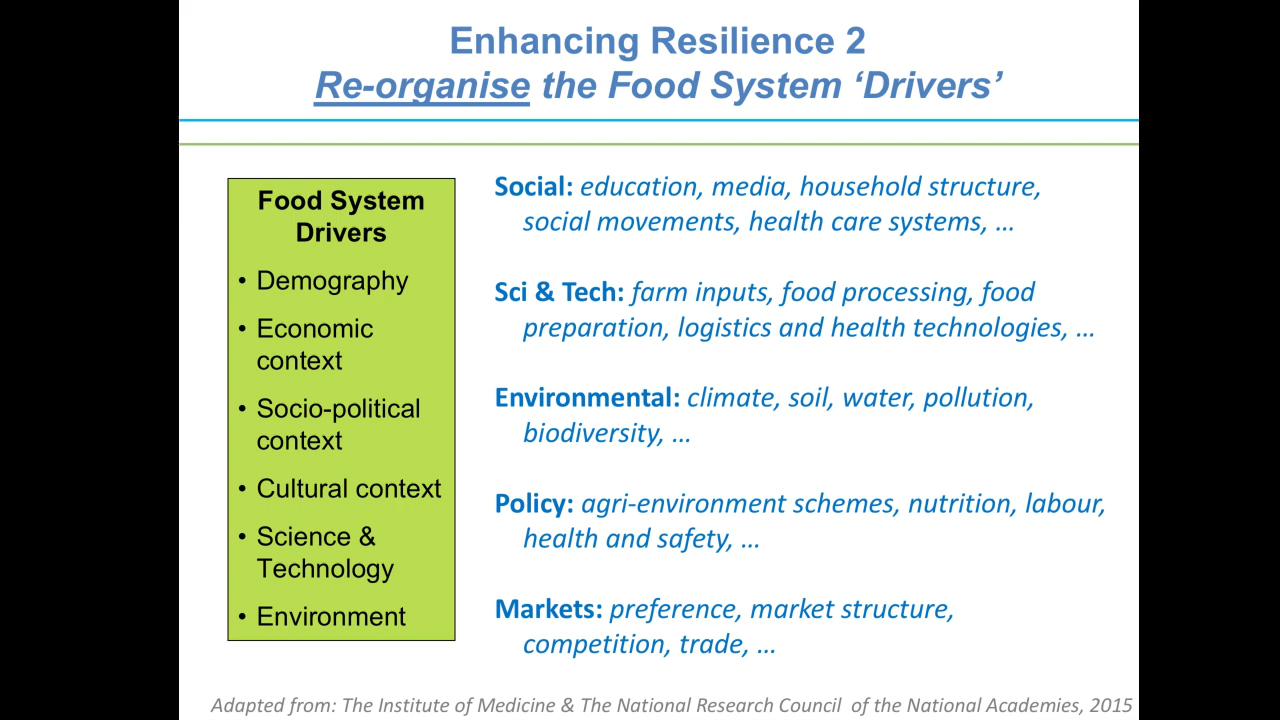 Enhancing Resilience 2
Re-organise the Food System ‘Drivers’
Food System
Drivers
• Demography
• Economic
context
• Socio-political
context
• Cultural context
• Science &
Technology
• Environment
Social: education, media, household structure,
social movements, health care systems, …
Sci & Tech: farm inputs, food processing, food
preparation, logistics and health technologies, …
Environmental: climate, soil, water, pollution,
biodiversity, …
Policy: agri-environment schemes, nutrition, labour,
health and safety, …
Markets: preference, market structure,
competition, trade, …
Adapted from: The Institute of Medicine & The National Research Council of the National Academies, 2015